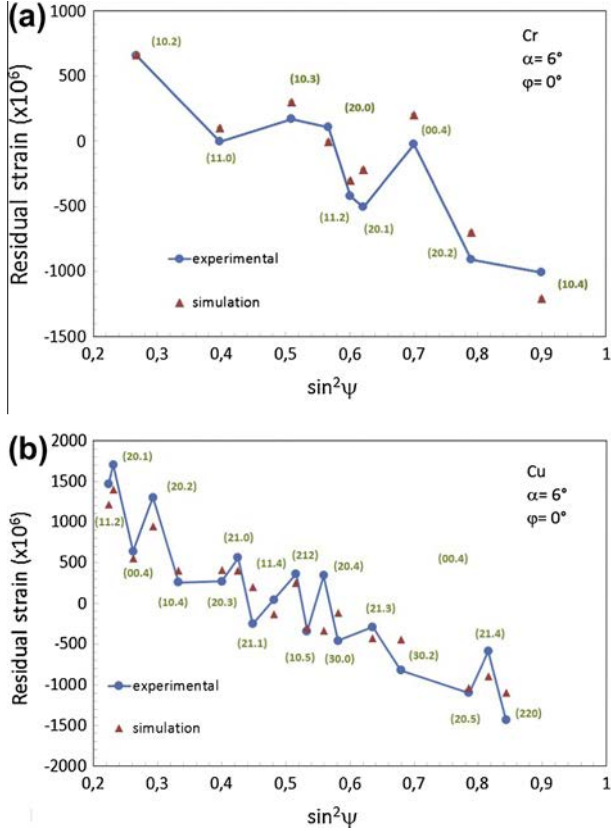 (a)
1000
500
0
-500
-1000
-1500
Residual strain (x10⁶)
0,2 0,3 0,4 0,5 0,6 0,7 0,8 0,9 1
sin²ψ
Cr
α= 6°
φ= 0°
(10.2)
(11.0)
(10.3)
(20.0)
(11.2)
(20.1)
(00.4)
(20.2)
(10.4)
experimental
simulation
(b)
2000
1500
1000
500
0
-500
-1000
-1500
-2000
Residual strain (x10⁶)
0,2 0,3 0,4 0,5 0,6 0,7 0,8 0,9 1
sin²ψ
Cu
α= 6°
φ= 0°
(20.1)
(11.2)
(00.4)
(20.2)
(10.4)
(20.3)
(21.0)
(21.1)
(11.4)
(212)
(10.5)
(20.4)
(30.0)
(21.3)
(30.2)
(00.4)
(20.5)
(21.4)
(220)
experimental
simulation